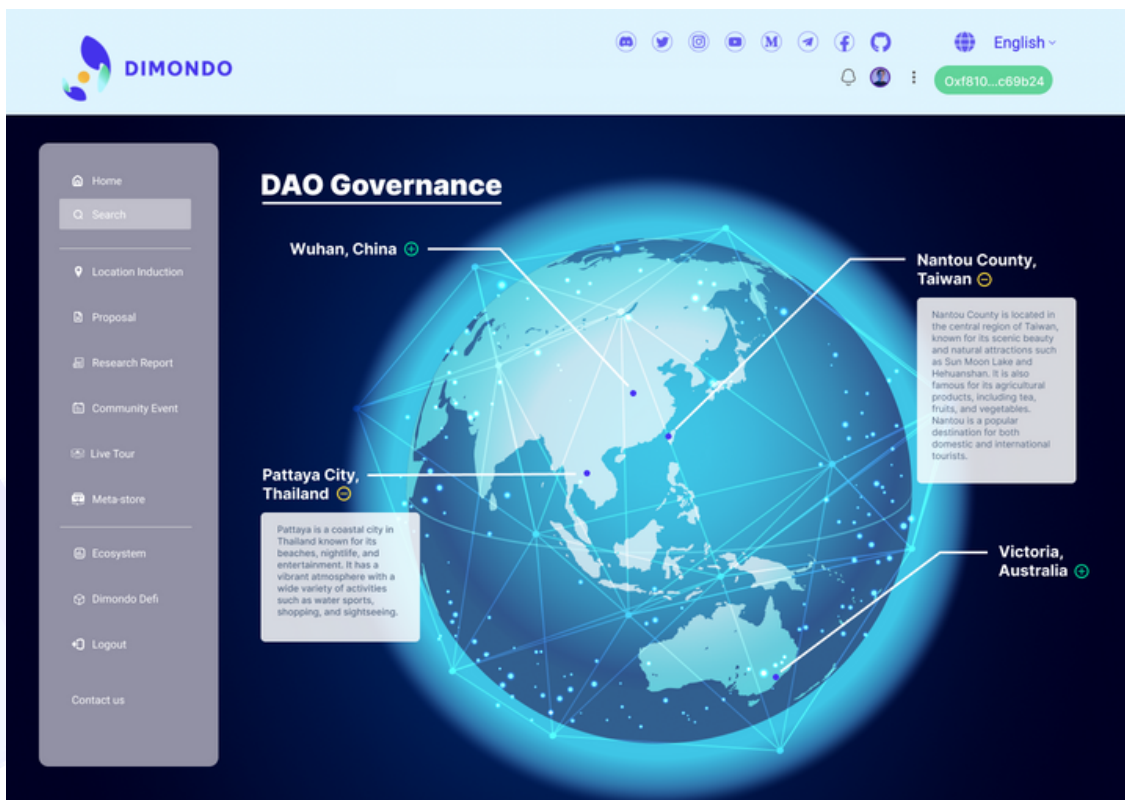 DIMONDO
English
0xf810...c69b24
Home
Search
Location Induction
Proposal
Research Report
Community Event
Live Tour
Meta-store
Ecosystem
Dimondo Defi
Logout
Contact us
DAO Governance
Wuhan, China
Nantou County,
Taiwan
Nantou County is located in
the central region of Taiwan,
known for its scenic beauty
and natural attractions such
as Sun Moon Lake and
Hehuanshan. It is also
famous for its agricultural
products, including tea,
fruits, and vegetables.
Nantou is a popular
destination for both
domestic and international
tourists.
Pattaya City,
Thailand
Pattaya is a coastal city in
Thailand known for its
beaches, nightlife, and
entertainment. It has a
vibrant atmosphere with a
wide variety of activities
such as water sports,
shopping, and sightseeing.
Victoria,
Australia